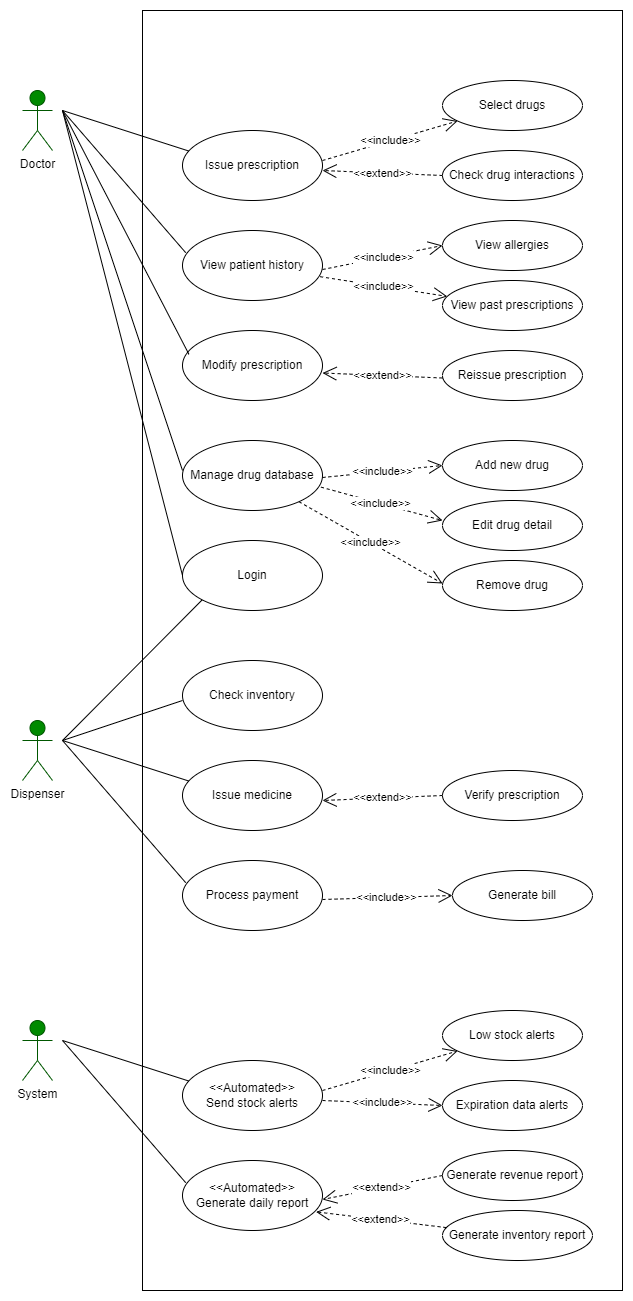 Select drugs
<<include>>
Doctor
Issue prescription
<<extend>>
Check drug interactions
View allergies
<<include>>
View patient history
<<include>>
View past prescriptions
Modify prescription
<<extend>>
Reissue prescription
Add new drug
<<include>>
Manage drug database
<<include>>
Edit drug detail
<<include>>
Login
Remove drug
Check inventory
Dispenser
Issue medicine
<<extend>>
Verify prescription
Process payment
<<include>>
Generate bill
Low stock alerts
<<include>>
System
<<Automated>>
Send stock alerts
<<include>>
Expiration data alerts
Generate revenue report
<<extend>>
<<Automated>>
Generate daily report
<<extend>>
Generate inventory report